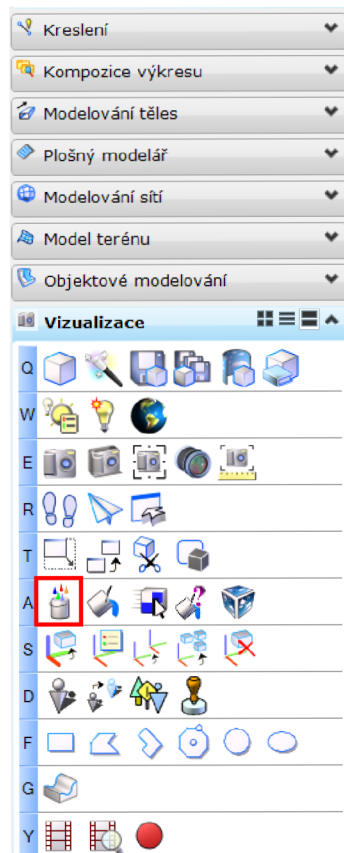 Kreslení
Kompozice výkresu
Modelování těles
Plošný modelář
Modelování sítí
Model terénu
Objektové modelování
Vizualizace
Q
W
E
R
T
A
S
D
F
G
Y